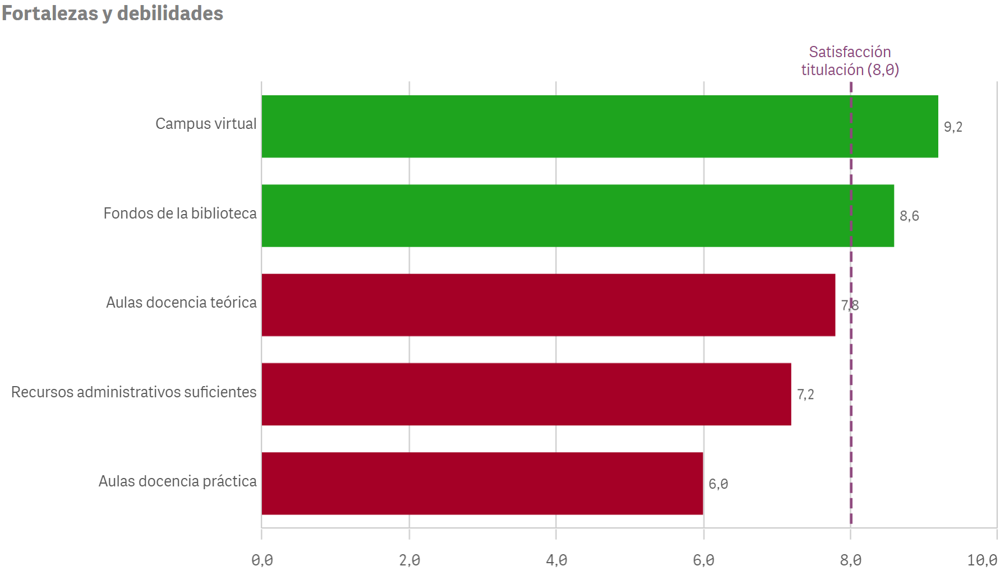 Fortalezas y debilidades
Satisfacción
titulación (8,0)
Campus virtual
9,2
Fondos de la biblioteca
8,6
Aulas docencia teórica
7,8
Recursos administrativos suficientes
7,2
Aulas docencia práctica
6,0
0,0
2,0
4,0
6,0
8,0
10,0